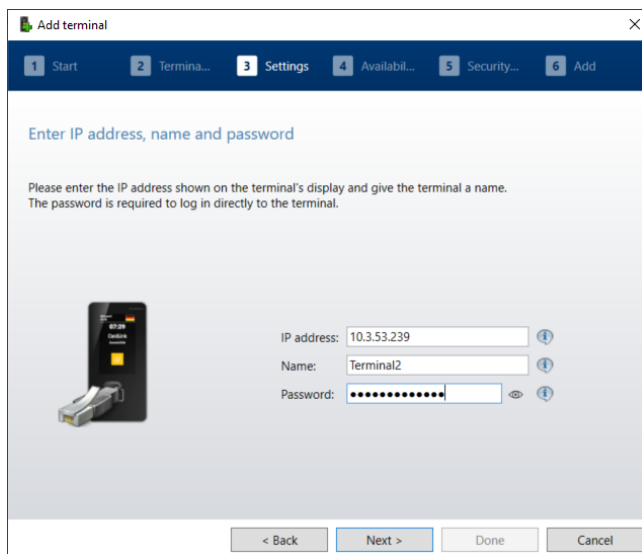 Add terminal
1 Start 2 Termina... 3 Settings 4 Availabil... 5 Security... 6 Add
Enter IP address, name and password
Please enter the IP address shown on the terminal's display and give the terminal a name.
The password is required to log in directly to the terminal.
07:29
IP address: 10.3.53.239
Name: Terminal2
Password: ●●●●●●●●●●●●●
< Back Next > Done Cancel